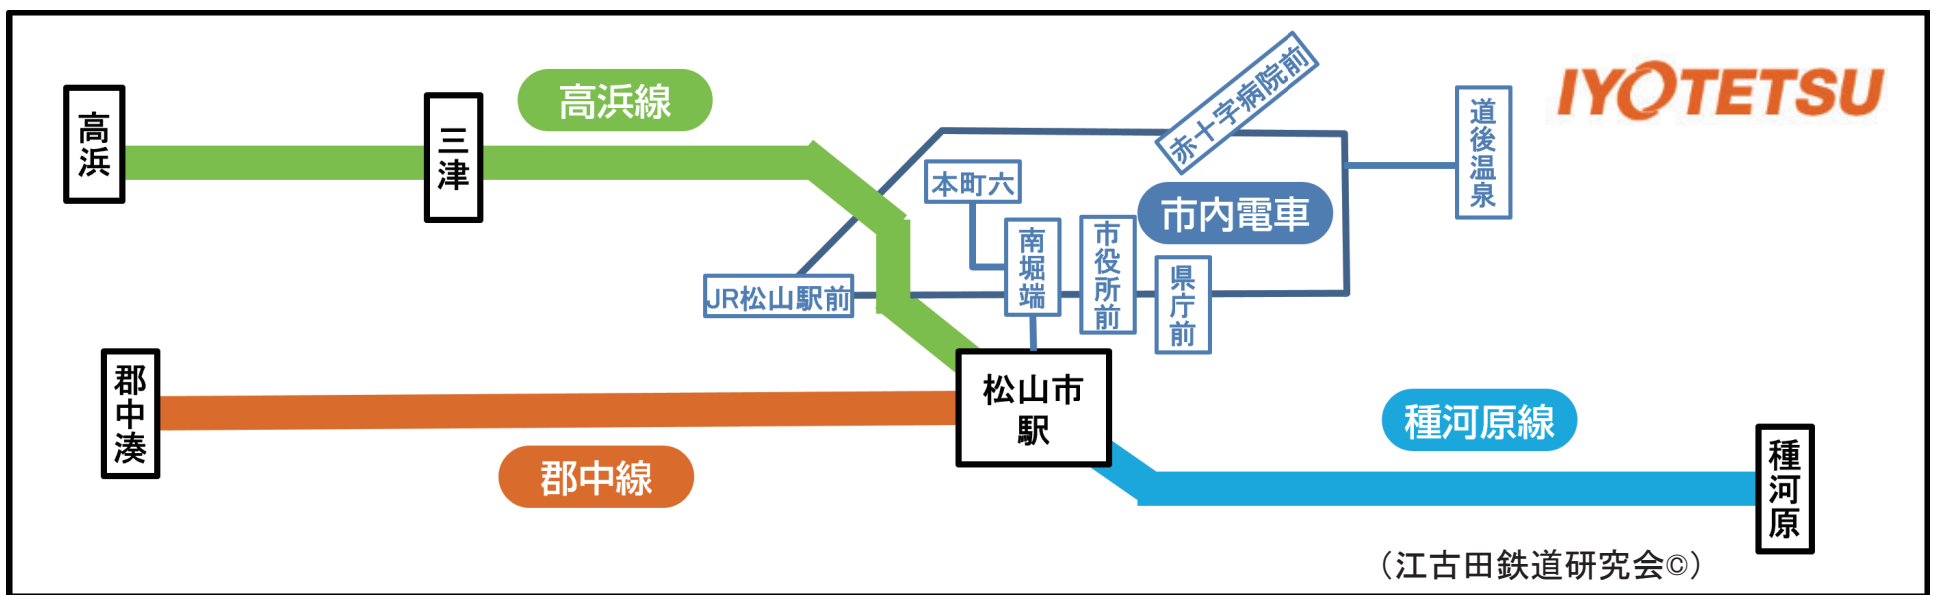 高浜
三津
高浜線
赤十字病院前
道後温泉
IYOTETSU
本町六
市内電車
南堀端
市役所前
県庁前
JR松山駅前
郡中湊
松山市
駅
郡中線
種河原線
種河原
（江古田鉄道研究会©）